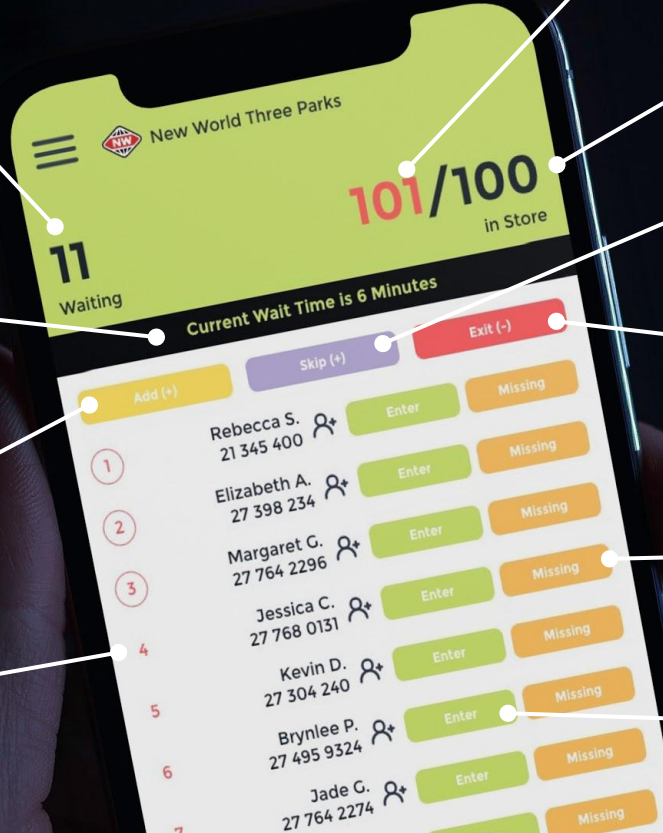 NW New World Three Parks
101/100
in Store
11
Waiting
Current Wait Time is 6 Minutes
Add (+) Skip (+) Exit (-)
1 Rebecca S. Enter Missing
21 345 400
2 Elizabeth A. Enter Missing
27 398 234
3 Margaret G. Enter Missing
27 764 2296
4 Jessica C. Enter Missing
27 768 0131
5 Kevin D. Enter Missing
27 304 240
6 Brynlee P. Enter Missing
27 495 9324
7 Jade G. Enter Missing
27 764 2274
Missing